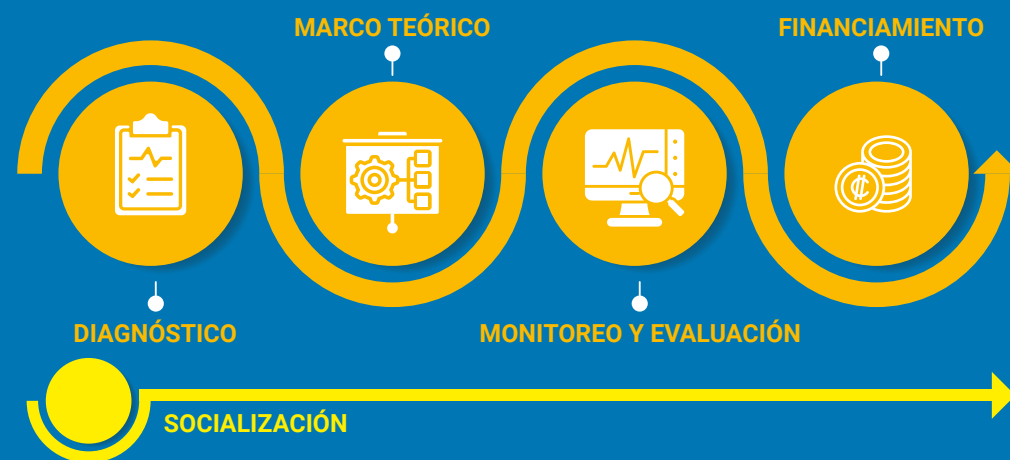 MARCO TEÓRICO
FINANCIAMIENTO
₡
DIAGNÓSTICO
MONITOREO Y EVALUACIÓN
SOCIALIZACIÓN